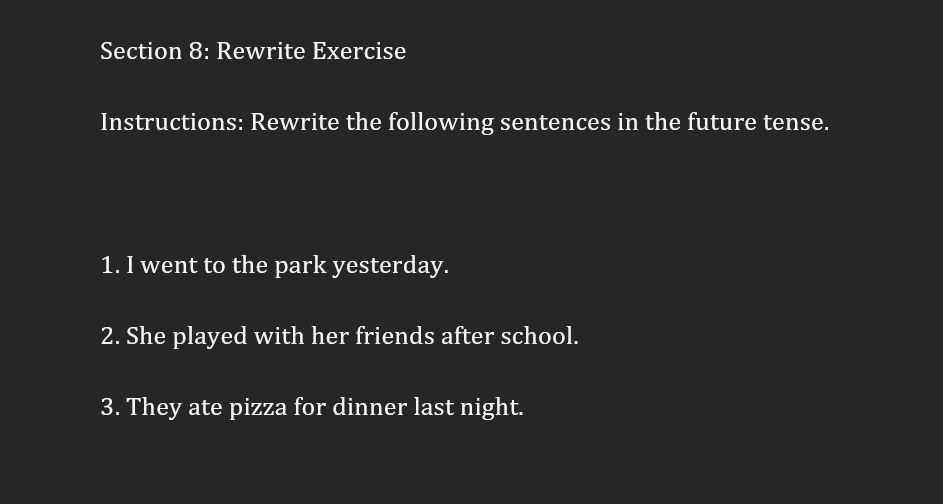 Section 8: Rewrite Exercise
Instructions: Rewrite the following sentences in the future tense.
1. I went to the park yesterday.
2. She played with her friends after school.
3. They ate pizza for dinner last night.